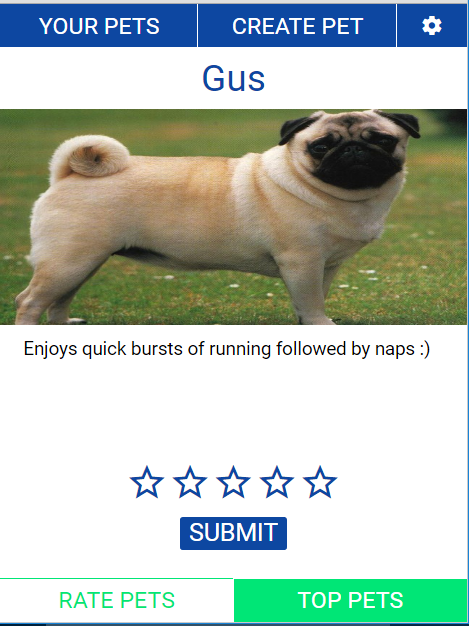 YOUR PETS
CREATE PET
Gus
Enjoys quick bursts of running followed by naps :)
SUBMIT
RATE PETS
TOP PETS